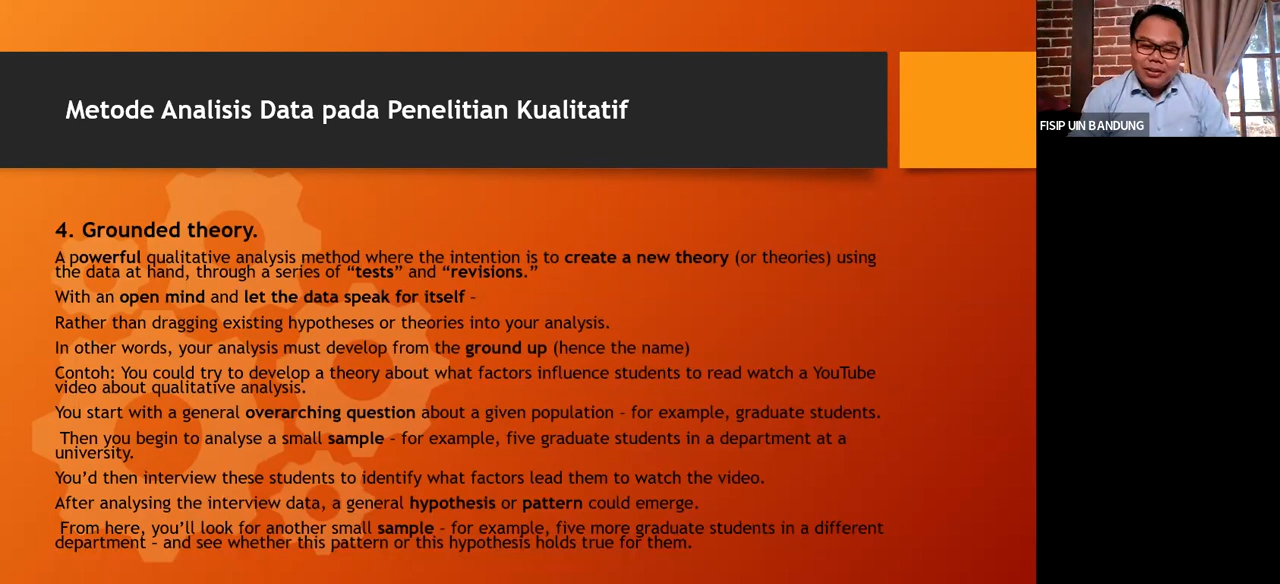 Metode Analisis Data pada Penelitian Kualitatif
FISIP UIN BANDUNG
4. Grounded theory.
A powerful qualitative analysis method where the intention is to create a new theory (or theories) using
the data at hand, through a series of “tests” and “revisions.”
With an open mind and let the data speak for itself –
Rather than dragging existing hypotheses or theories into your analysis.
In other words, your analysis must develop from the ground up (hence the name)
Contoh: You could try to develop a theory about what factors influence students to read watch a YouTube
video about qualitative analysis.
You start with a general overarching question about a given population – for example, graduate students.
Then you begin to analyse a small sample – for example, five graduate students in a department at a
university.
You’d then interview these students to identify what factors lead them to watch the video.
After analysing the interview data, a general hypothesis or pattern could emerge.
From here, you’ll look for another small sample – for example, five more graduate students in a different
department – and see whether this pattern or this hypothesis holds true for them.